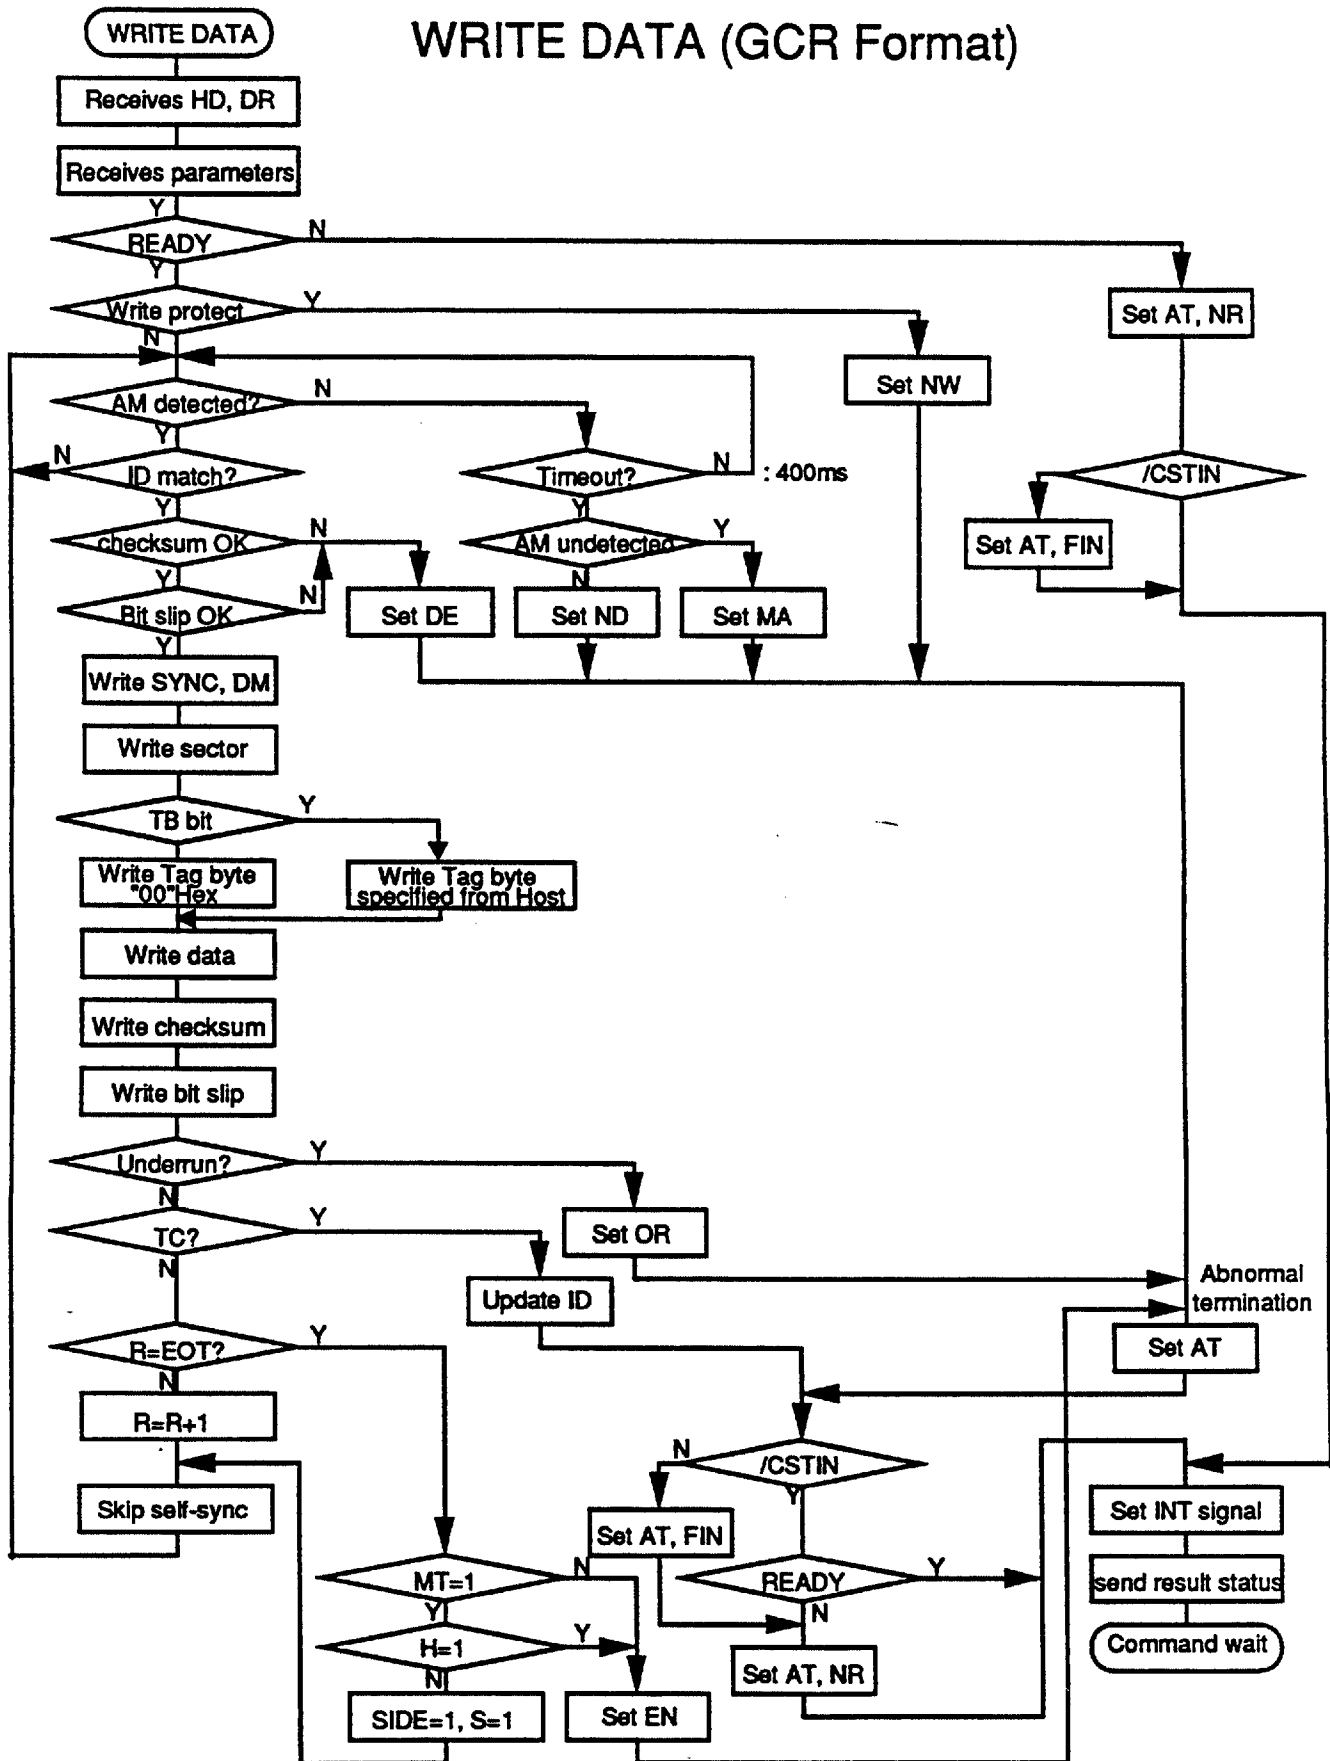 WRITE DATA
WRITE DATA (GCR Format)
Receives HD, DR
Receives parameters
Y
READY
N
Y
Write protect
Y
Set AT, NR
N
Set NW
AM detected?
N
Y
N
ID match?
Timeout?
N
: 400ms
/CSTIN
Y
Y
checksum OK
N
AM undetected
Y
Set AT, FIN
Y
N
N
Bit slip OK
Set DE
Set ND
Set MA
Y
Write SYNC, DM
Write sector
Y
TB bit
Write Tag byte
"00"Hex
Write Tag byte
specified from Host
Write data
Write checksum
Write bit slip
Y
Underrun?
N
Y
TC?
Set OR
N
Abnormal
termination
Update ID
Y
R=EOT?
Set AT
N
R=R+1
N
/CSTIN
Y
Skip self-sync
Set AT, FIN
Set INT signal
MT=1
N
READY
Y
send result status
Y
N
H=1
Y
Command wait
N
Set AT, NR
SIDE=1, S=1
Set EN